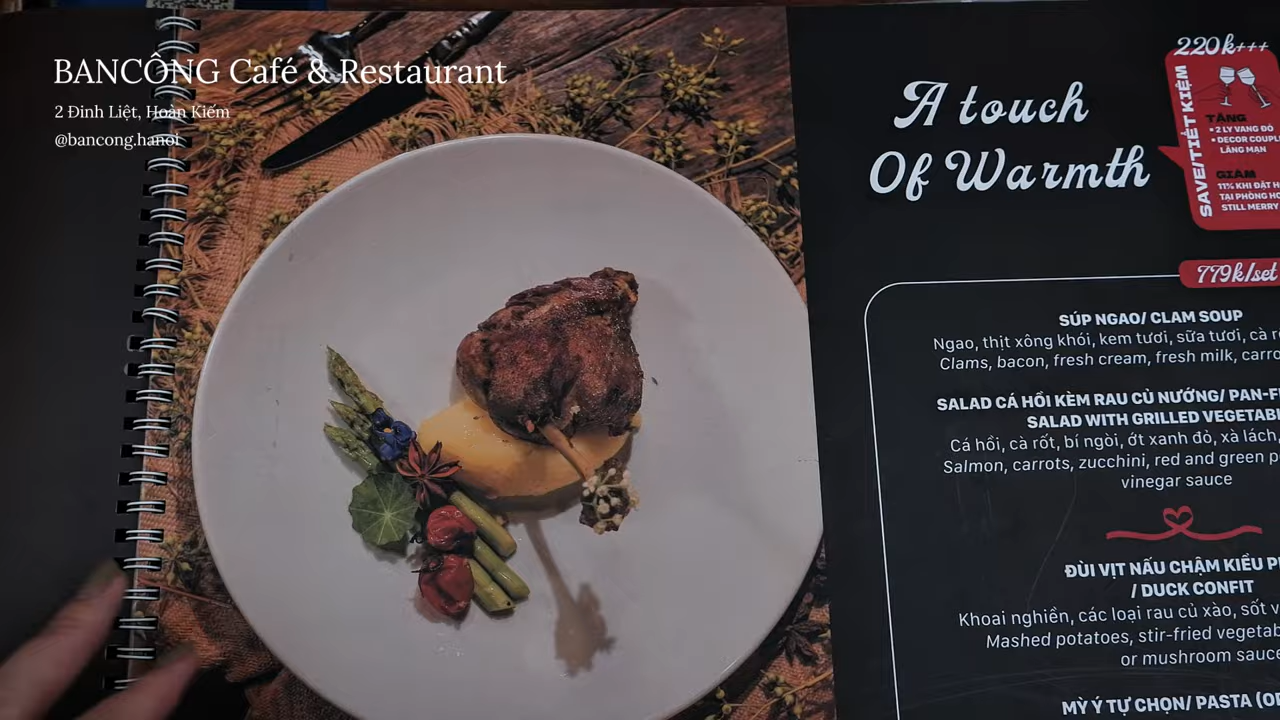 BANCÔNG Café & Restaurant
2 Đinh Liệt, Hoàn Kiếm
@bancong.hanoi
A touch
Of Warmth
220k+++
SAVE/TIẾT KIỆM
TẶNG
• 2 LY VANG ĐỎ
• DECOR COUPL
LÃNG MẠN
GIẢM
11% KHI ĐẶT
TẠI PHÒNG
STILL MERRY
779k/set
SÚP NGAO/ CLAM SOUP
Ngao, thịt xông khói, kem tươi, sữa tươi, cà
Clams, bacon, fresh cream, fresh milk,
SALAD CÁ HỒI KÈM RAU CỦ NƯỚNG/
SALAD WITH GRILLED
Cá hồi, cà rốt, bí ngòi, ớt xanh đỏ, xà lách,
Salmon, carrots, zucchini, red and green
vinegar sauce
ĐÙI VỊT NẤU CHẬM KIỂU
/ DUCK CONFIT
Khoai nghiền, các loại rau củ xào, sốt
Mashed potatoes, stir-fried
or mushroom sauce
MỲ Ý TỰ CHỌN/ PASTA